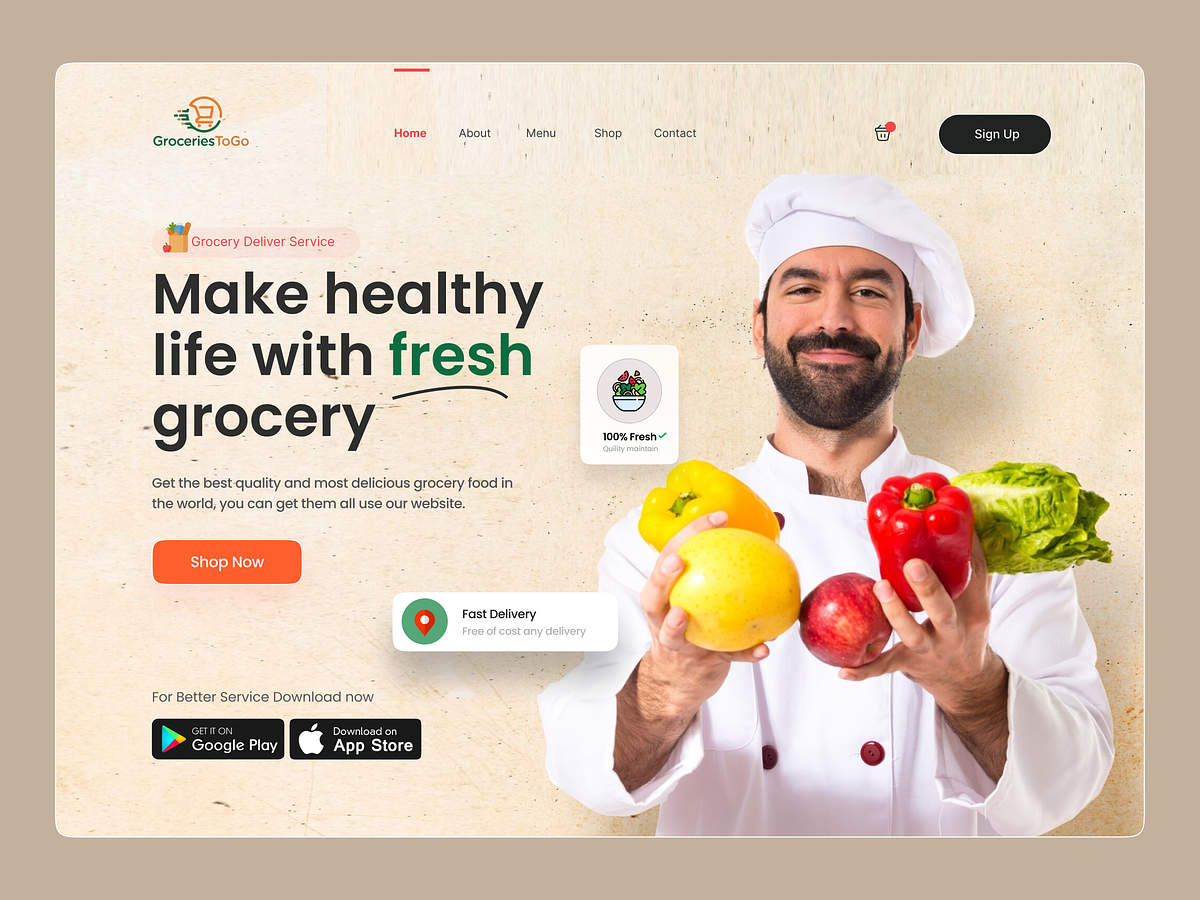 GroceriesToGo
Home
About
Menu
Shop
Contact
Sign Up
Grocery Deliver Service
Make healthy
life with fresh
grocery
100% Fresh
Quility maintain
Get the best quality and most delicious grocery food in
the world, you can get them all use our website.
Shop Now
Fast Delivery
Free of cost any delivery
For Better Service Download now
GET IT ON
Google Play
Download on
App Store